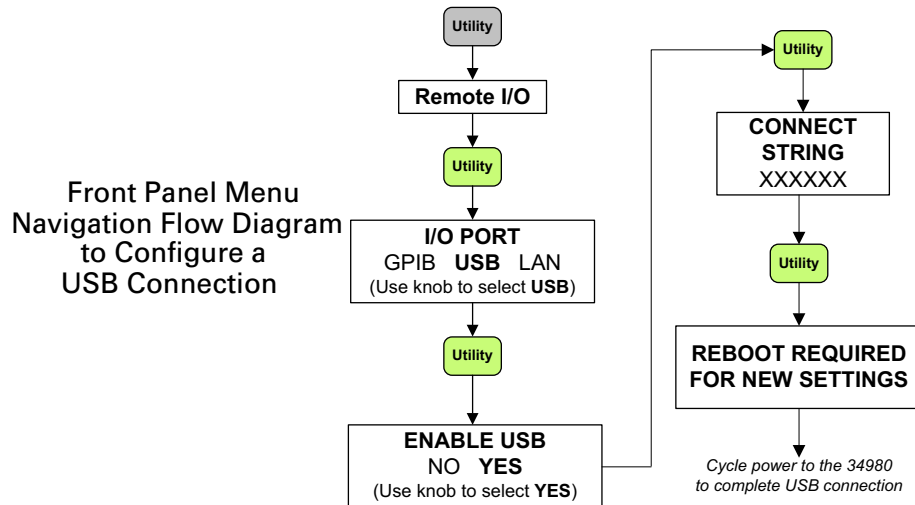 Front Panel Menu
Navigation Flow Diagram
to Configure a
USB Connection
Utility
Remote I/O
Utility
I/O PORT
GPIB USB LAN
(Use knob to select USB)
Utility
ENABLE USB
NO YES
(Use knob to select YES)
Utility
CONNECT
STRING
XXXXXX
Utility
REBOOT REQUIRED
FOR NEW SETTINGS
Cycle power to the 34980
to complete USB connection